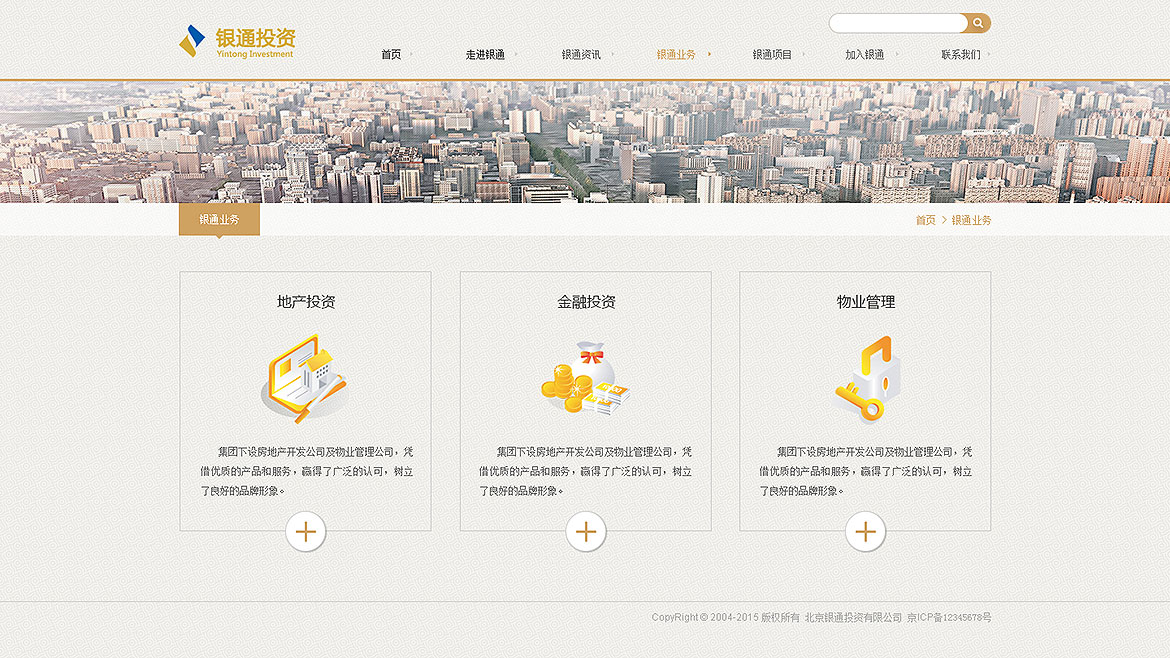 银通投资
Yintong Investment
首页
走进银通
银通资讯
银通业务
银通项目
加入银通
联系我们
银通业务
首页 > 银通业务
地产投资
集团下设房地产开发公司及物业管理公司，凭
借优质的产品和服务，赢得了广泛的认可，树立
了良好的品牌形象。
金融投资
集团下设房地产开发公司及物业管理公司，凭
借优质的产品和服务，赢得了广泛的认可，树立
了良好的品牌形象。
物业管理
集团下设房地产开发公司及物业管理公司，凭
借优质的产品和服务，赢得了广泛的认可，树立
了良好的品牌形象。
CopyRight © 2004-2015 版权所有 北京银通投资有限公司 京ICP备12345678号